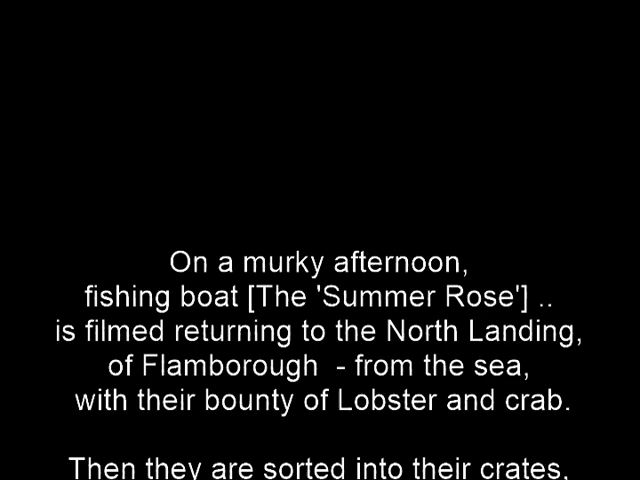 On a murky afternoon,
fishing boat [The 'Summer Rose'] ..
is filmed returning to the North Landing,
of Flamborough  - from the sea,
with their bounty of Lobster and crab.
Then they are sorted into their crates,